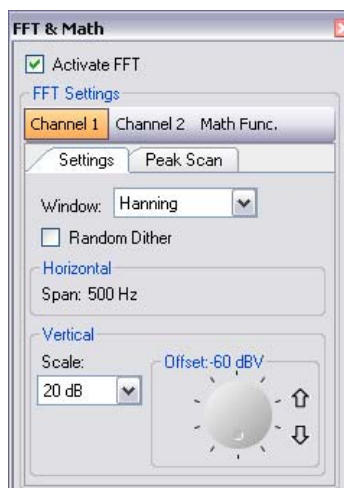 FFT & Math
Activate FFT
FFT Settings
Channel 1 Channel 2 Math Func.
Settings Peak Scan
Window: Hanning
Random Dither
Horizontal
Span: 500 Hz
Vertical
Scale: Offset:-60 dBV
20 dB